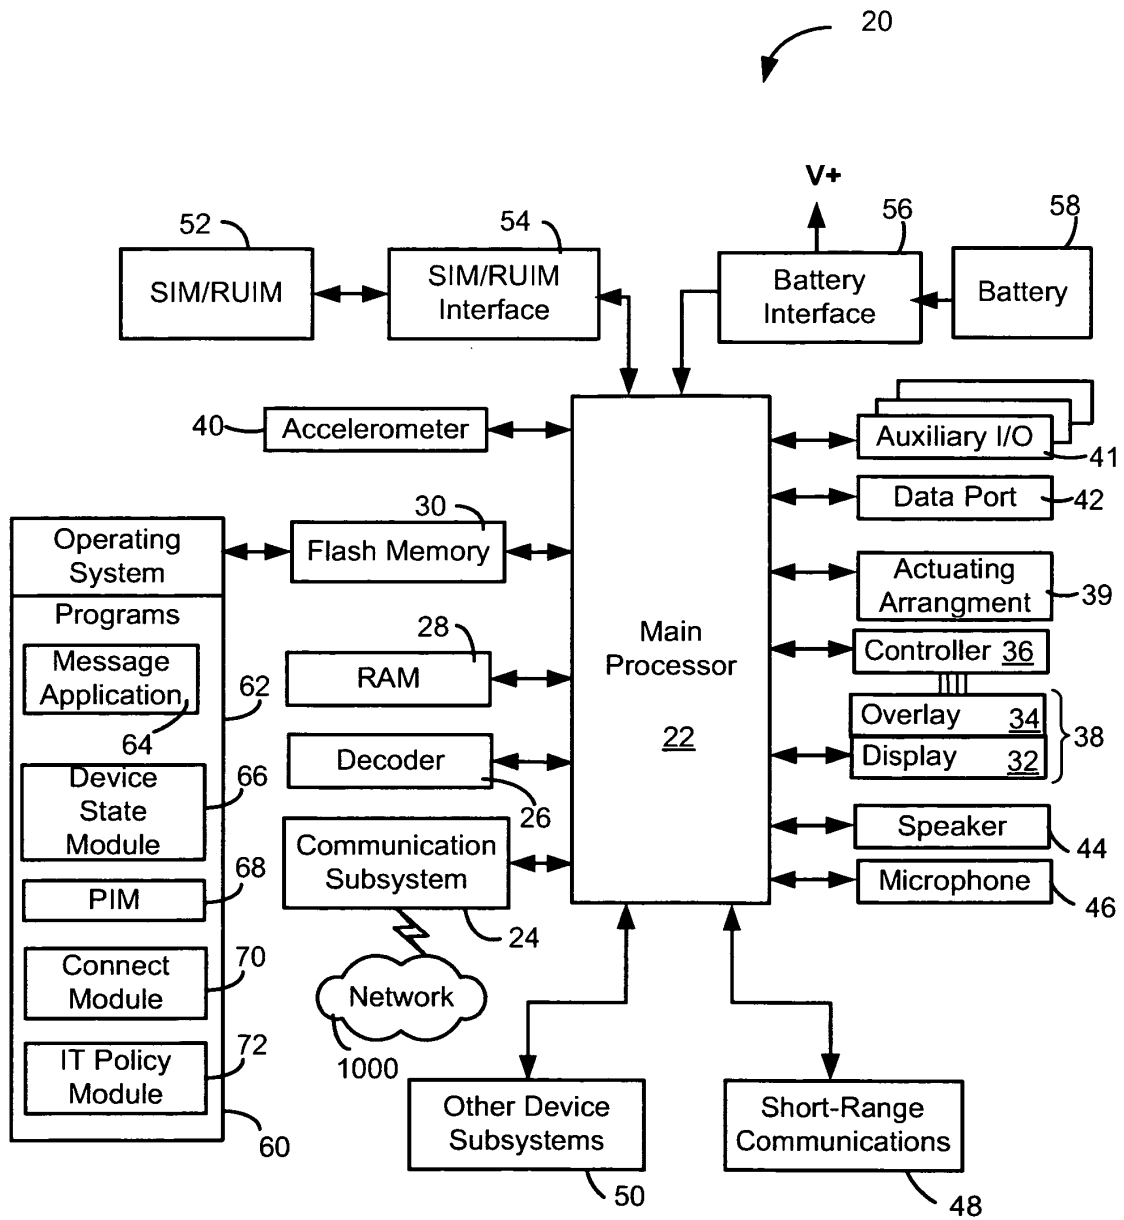 20
V+
52
54
56
58
SIM/RUIM
SIM/RUIM
Interface
Battery
Interface
Battery
40
Accelerometer
Auxiliary I/O
41
Data Port
42
30
Flash Memory
Operating
System
Actuating
Arrangment
39
Programs
Message
Application
64
62
28
RAM
Main
Processor
22
Controller 36
Overlay 34
Display 32
38
Decoder
26
Device
State
Module
66
Communication
Subsystem
24
Speaker
44
Microphone
46
PIM
68
Connect
Module
70
Network
1000
IT Policy
Module
72
60
Other Device
Subsystems
50
Short-Range
Communications
48